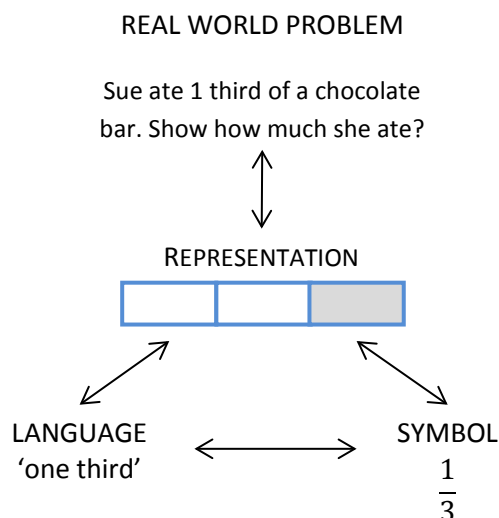 REAL WORLD PROBLEM
Sue ate 1 third of a chocolate
bar. Show how much she ate?
REPRESENTATION
LANGUAGE
‘one third’
SYMBOL
1
3